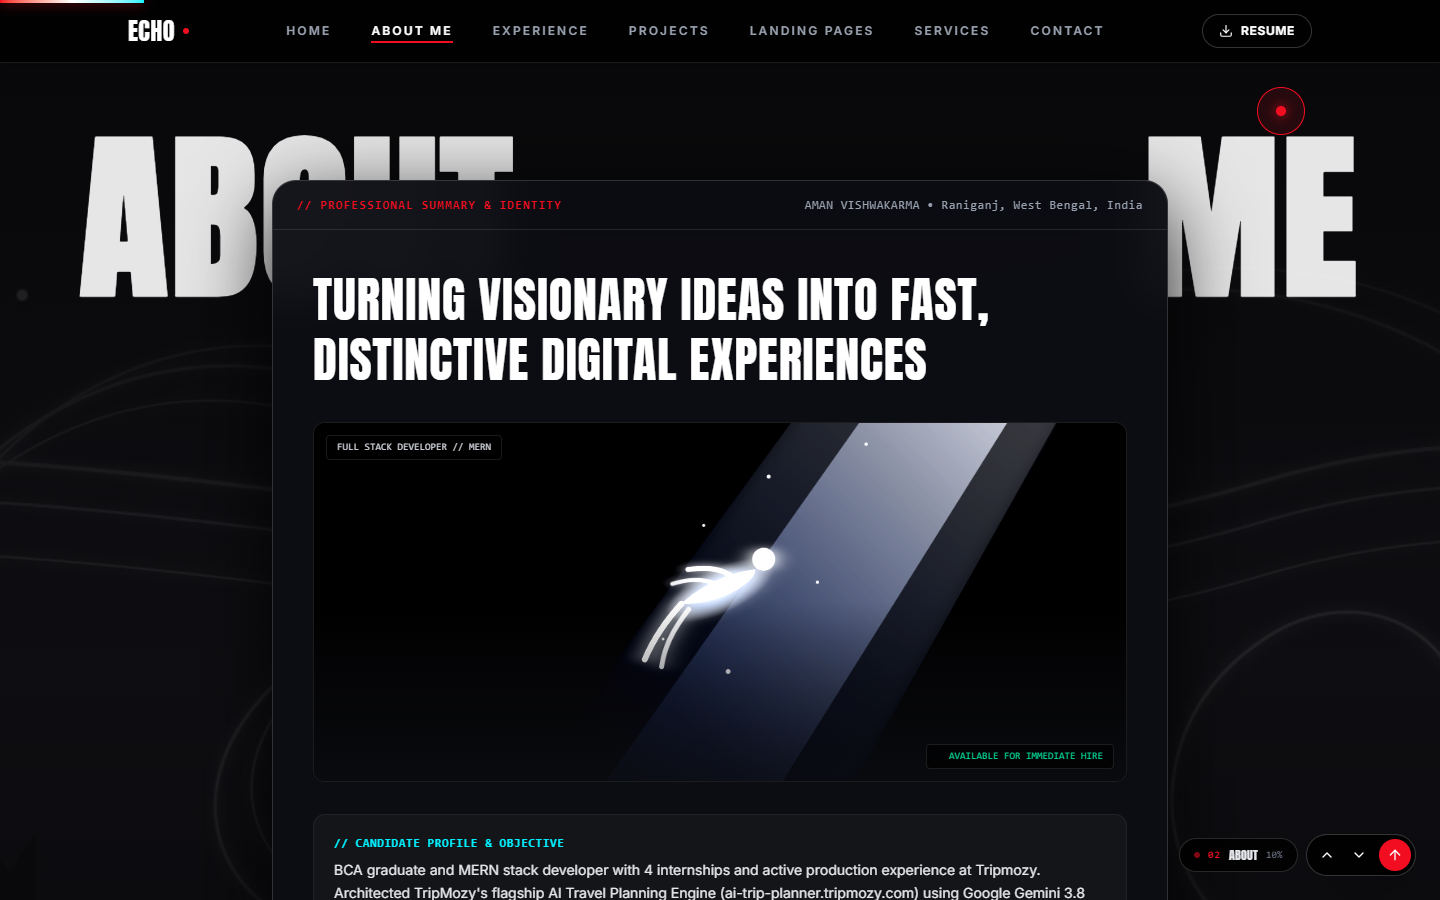 ECHO
HOME
ABOUT ME
EXPERIENCE
PROJECTS
LANDING PAGES
SERVICES
CONTACT
RESUME
ABOUT
ME
// PROFESSIONAL SUMMARY & IDENTITY
AMAN VISHWAKARMA • Raniganj, West Bengal, India
TURNING VISIONARY IDEAS INTO FAST,
DISTINCTIVE DIGITAL EXPERIENCES
FULL STACK DEVELOPER // MERN
AVAILABLE FOR IMMEDIATE HIRE
// CANDIDATE PROFILE & OBJECTIVE
BCA graduate and MERN stack developer with 4 internships and active production experience at Tripmozy.
Architected TripMozy's flagship AI Travel Planning Engine (ai-trip-planner.tripmozy.com) using Google Gemini 3.8
02 ABOUT 10%